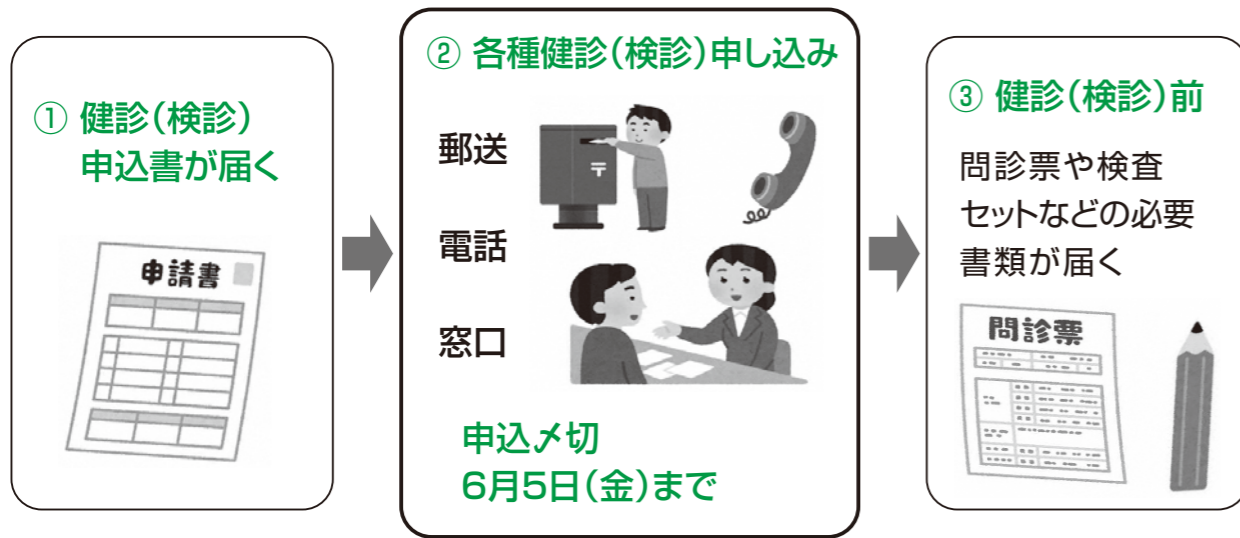 ① 健診(検診)
申込書が届く
申請書
② 各種健診(検診)申し込み
郵送
〒
電話
窓口
申込〆切
6月5日(金)まで
③ 健診(検診)前
問診票や検査
セットなどの必要
書類が届く
問診票